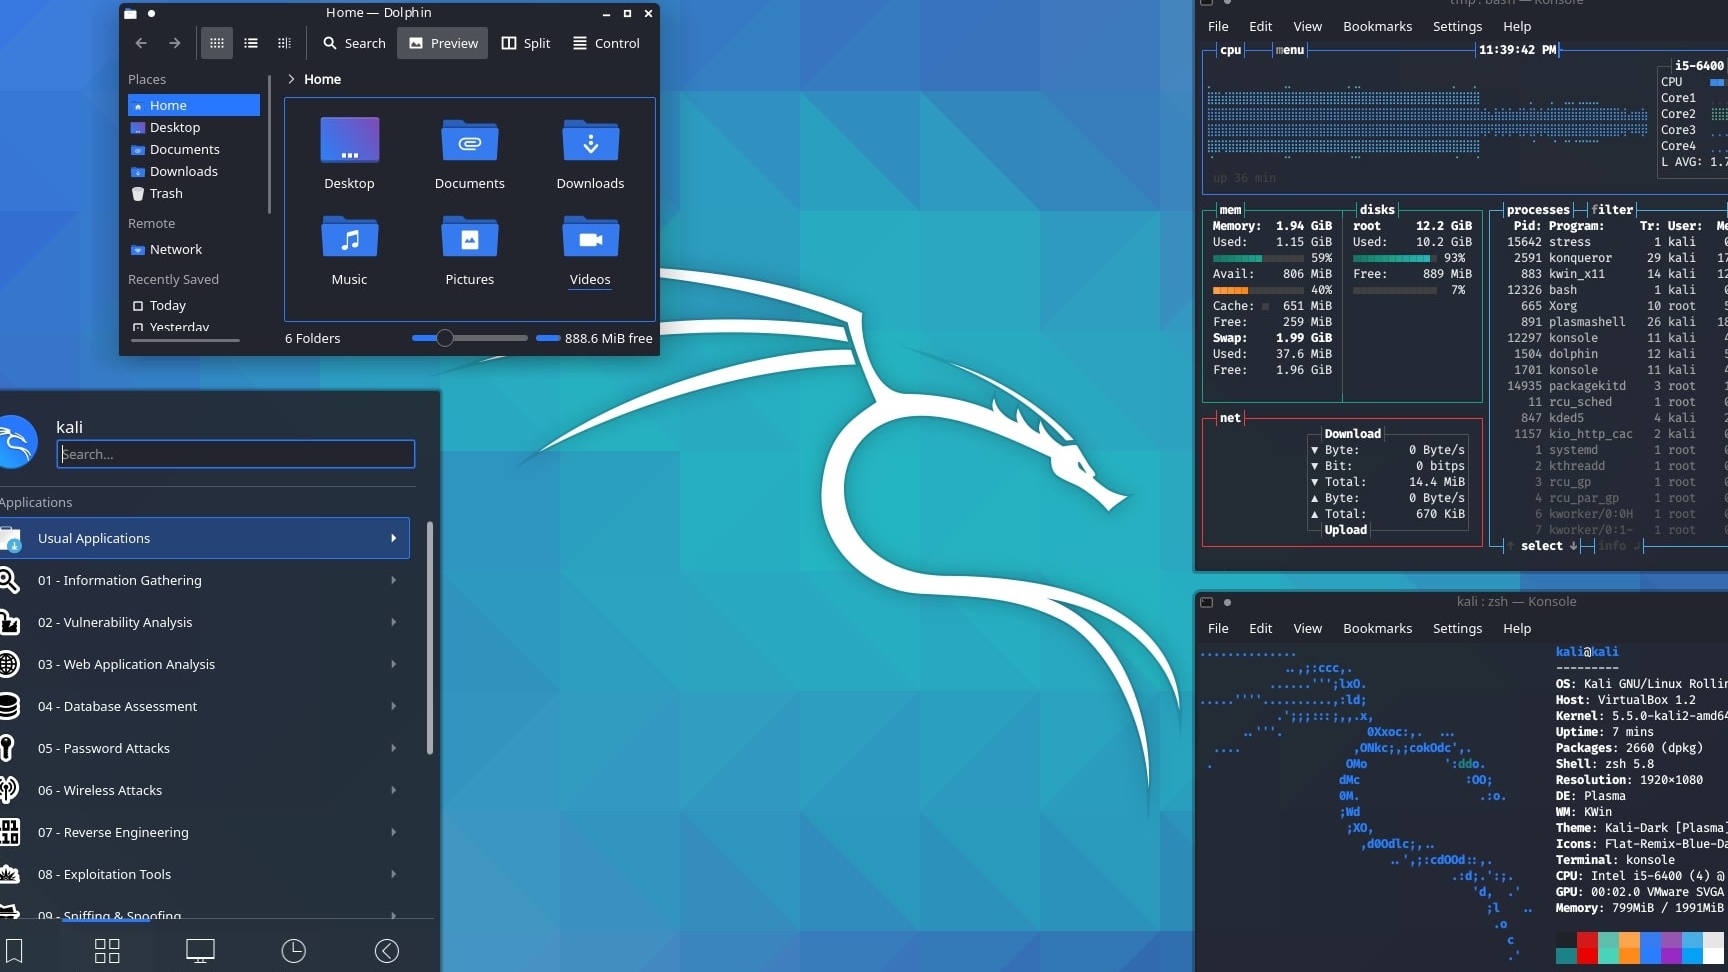 Home — Dolphin
Search Preview Split Control
Places
Home
Desktop
Documents
Downloads
Trash
Remote
Network
Recently Saved
Today
Yesterday
Home
Desktop Documents Downloads
Music Pictures Videos
6 Folders 888.6 MiB free
kali
Search...
Applications
Usual Applications
01 - Information Gathering
02 - Vulnerability Analysis
03 - Web Application Analysis
04 - Database Assessment
05 - Password Attacks
06 - Wireless Attacks
07 - Reverse Engineering
08 - Exploitation Tools
09 - Sniffing & Spoofing
tmp : bash — Konsole
File Edit View Bookmarks Settings Help
cpu menu 11:39:42 PM
i5-6400
CPU
Core1
Core2
Core3
Core4
L AVG: 1.7
up 36 min
mem
Memory: 1.94 GiB
Used: 1.15 GiB
59%
Avail: 806 MiB
40%
Cache: 651 MiB
Free: 259 MiB
Swap: 1.99 GiB
Used: 37.6 MiB
Free: 1.96 GiB
disks
root 12.2 GiB
Used: 10.2 GiB
93%
Free: 889 MiB
7%
net
Download
▼ Byte: 0 Byte/s
▼ Bit: 0 bitps
▼ Total: 14.4 MiB
▲ Byte: 0 Byte/s
▲ Total: 670 KiB
Upload
processes filter
Pid: Program: Tr: User:
15642 stress 1 kali
2591 konqueror 29 kali
883 kwin_x11 14 kali
12326 bash 1 kali
665 Xorg 10 root
891 plasmashell 26 kali
12297 konsole 11 kali
1504 dolphin 12 kali
1701 konsole 11 kali
14935 packagekitd 3 root
11 rcu_sched 1 root
847 kded5 4 kali
1157 kio_http_cac 2 kali
1 systemd 1 root
2 kthreadd 1 root
3 rcu_gp 1 root
4 rcu_par_gp 1 root
6 kworker/0:0H 1 root
7 kworker/0:1- 1 root
↑ select ↓ info
kali : zsh — Konsole
File Edit View Bookmarks Settings Help
kali@kali
---------
OS: Kali GNU/Linux Rollin
Host: VirtualBox 1.2
Kernel: 5.5.0-kali2-amd64
Uptime: 7 mins
Packages: 2660 (dpkg)
Shell: zsh 5.8
Resolution: 1920×1080
DE: Plasma
WM: KWin
Theme: Kali-Dark [Plasma]
Icons: Flat-Remix-Blue-Da
Terminal: konsole
CPU: Intel i5-6400 (4) @
GPU: 00:02.0 VMware SVGA
Memory: 799MiB / 1991MiB